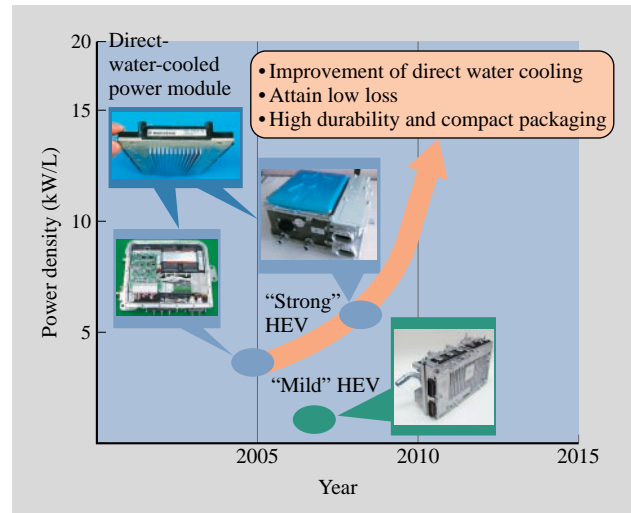 20
Direct-
water-cooled
power module
• Improvement of direct water cooling
• Attain low loss
• High durability and compact packaging
15
10
Power density (kW/L)
“Strong”
HEV
5
“Mild” HEV
2005
2010
2015
Year